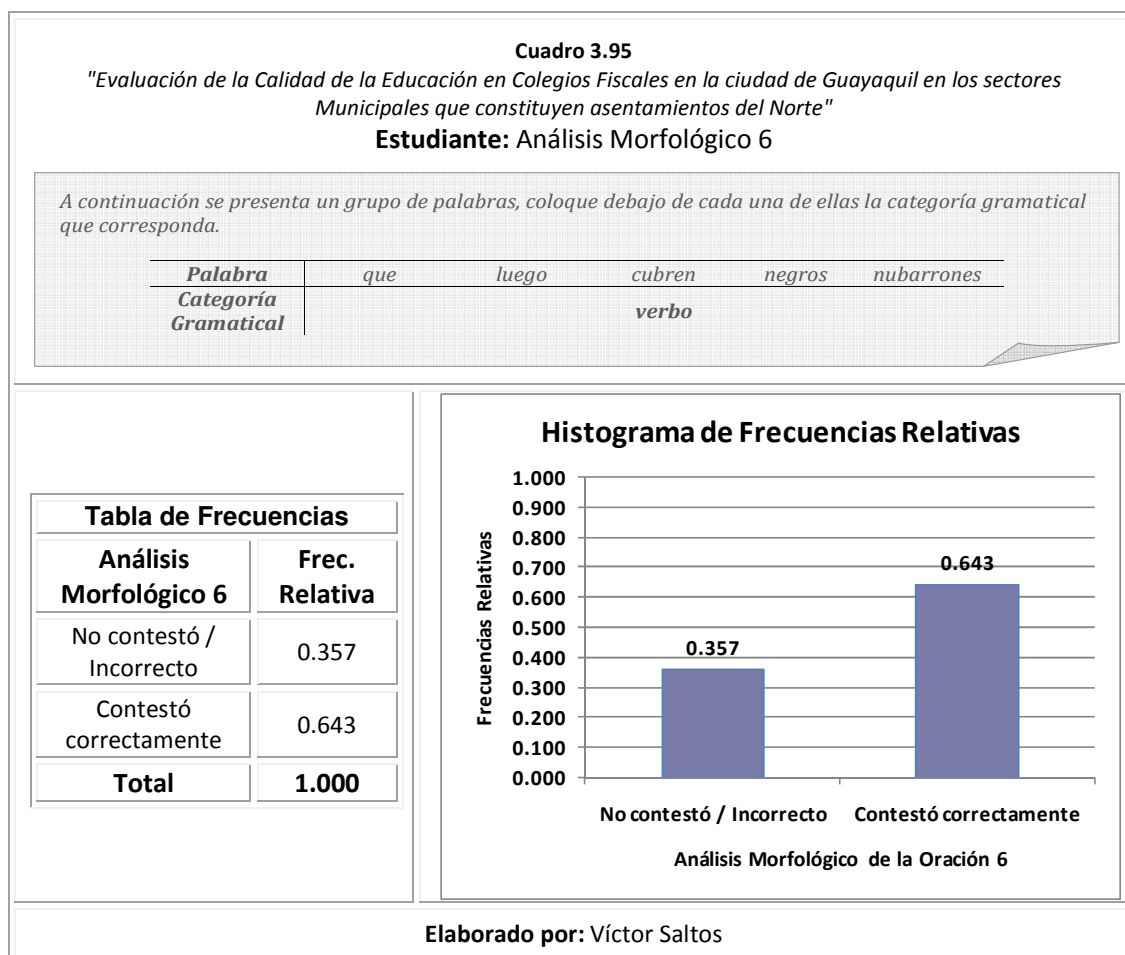 Cuadro 3.95
"Evaluación de la Calidad de la Educación en Colegios Fiscales en la ciudad de Guayaquil en los sectores
Municipales que constituyen asentamientos del Norte"
Estudiante: Análisis Morfológico 6
A continuación se presenta un grupo de palabras, coloque debajo de cada una de ellas la categoría gramatical
que corresponda.
Palabra que luego cubren negros nubarrones
Categoría
Gramatical verbo
Tabla de Frecuencias
Análisis
Morfológico 6
Frec.
Relativa
No contestó /
Incorrecto
0.357
Contestó
correctamente
0.643
Total 1.000
Histograma de Frecuencias Relativas
Frecuencias Relativas
1.000
0.900
0.800
0.700
0.600
0.500
0.400
0.300
0.200
0.100
0.000
0.357
0.643
No contestó / Incorrecto Contestó correctamente
Análisis Morfológico de la Oración 6
Elaborado por: Víctor Saltos